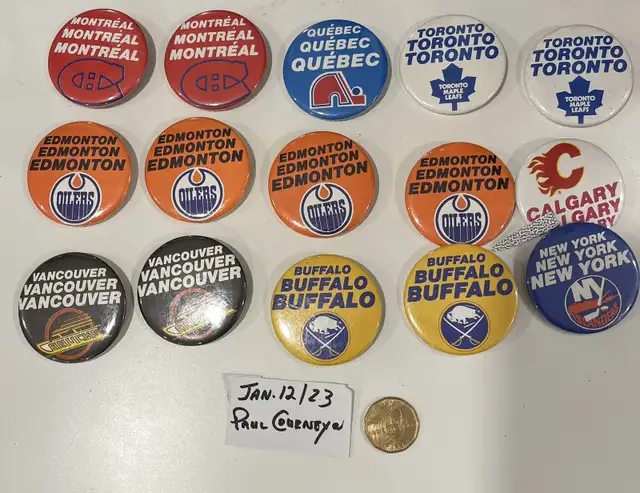 MONTRÉAL
MONTRÉAL
MONTRÉAL
MONTRÉAL
MONTRÉAL
MONTRÉAL
QUÉBEC
QUÉBEC
QUÉBEC
TORONTO
TORONTO
TORONTO
TORONTO
MAPLE
LEAFS
TORONTO
TORONTO
TORONTO
TORONTO
MAPLE LEAFS
EDMONTON
EDMONTON
EDMONTON
OILERS
EDMONTON
EDMONTON
EDMONTON
OILERS
EDMONTON
EDMONTON
EDMONTON
OILERS
EDMONTON
EDMONTON
EDMONTON
OILERS
C
CALGARY
CALGARY
VANCOUVER
VANCOUVER
VANCOUVER
CANUCKS
VANCOUVER
VANCOUVER
VANCOUVER
BUFFALO
BUFFALO
BUFFALO
BUFFALO
BUFFALO
BUFFALO
NEW YORK
NEW YORK
NEW YORK
NY
ISLANDERS
JAN. 12/23
PAUL